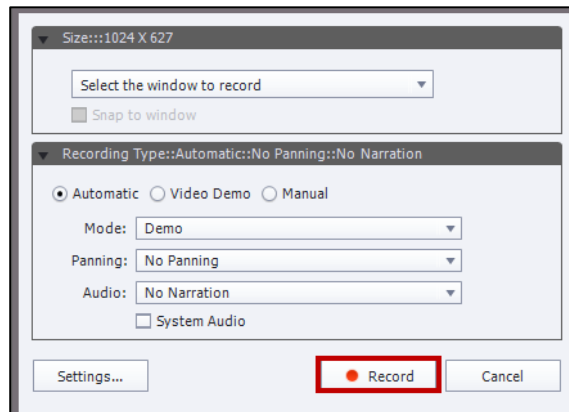 Size:::1024 X 627
Select the window to record
Snap to window
Recording Type::Automatic::No Panning::No Narration
Automatic Video Demo Manual
Mode: Demo
Panning: No Panning
Audio: No Narration
System Audio
Settings... Record Cancel